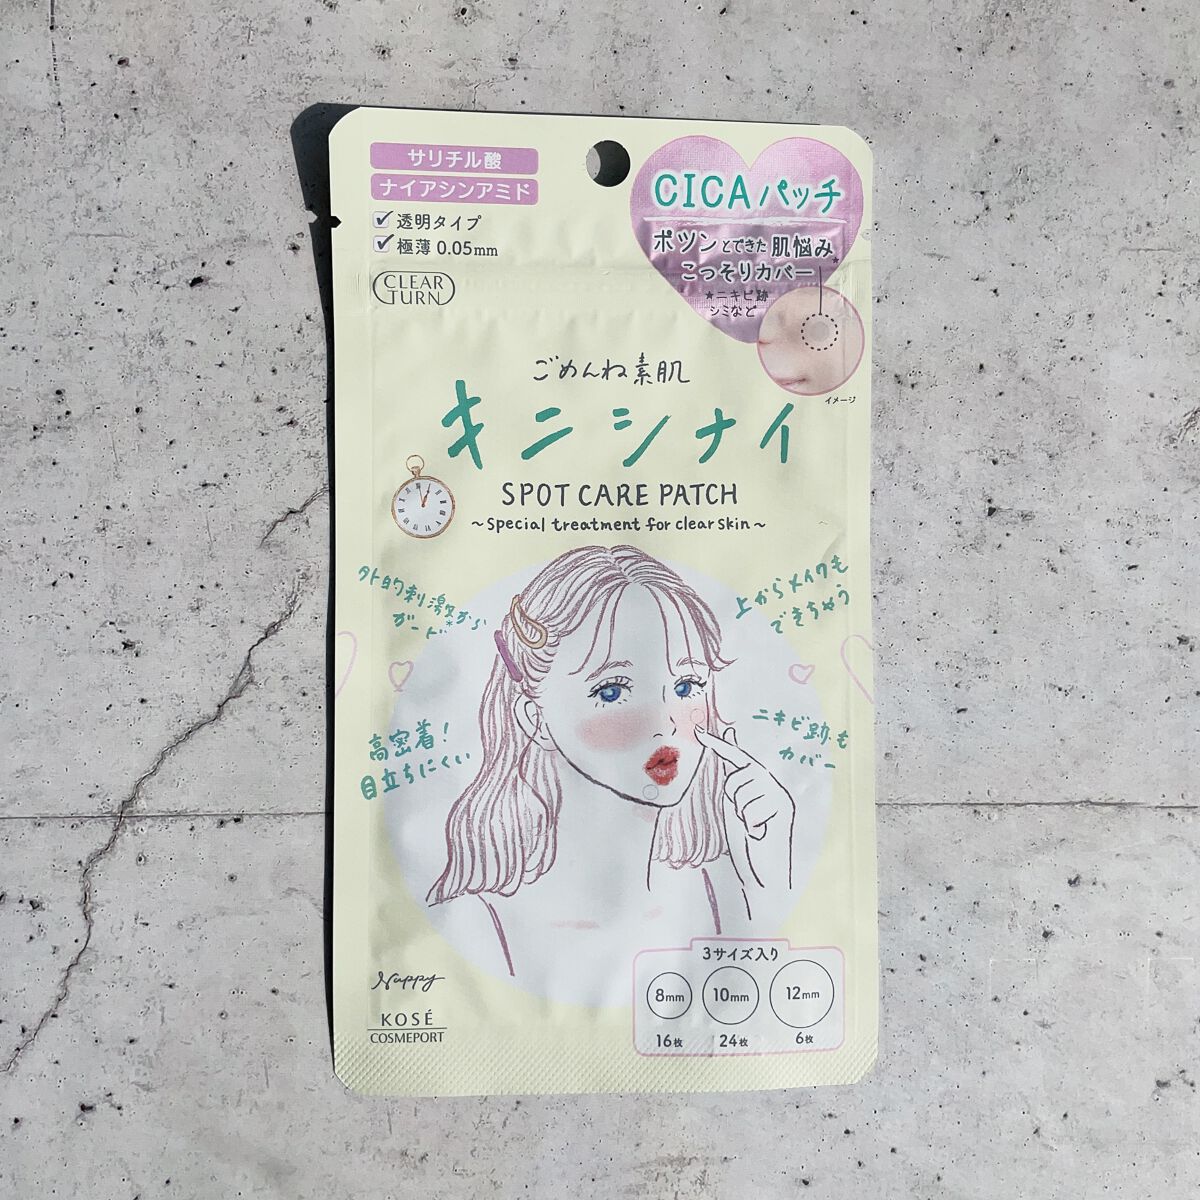 サリチル酸
ナイアシンアミド
透明タイプ
極薄 0.05mm
CLEAR
TURN
CICAパッチ
ポツンとできた肌悩み*
こっそりカバー
*ニキビ跡
シミなど
イメージ
ごめんね素肌
キニシナイ
SPOT CARE PATCH
~Special treatment for clear skin~
外的刺激から
ガード*
上からメイクも
できちゃう
高密着!
目立ちにくい
ニキビ跡も
カバー
Nappy
KOSÉ
COSMEPORT
3サイズ入り
8mm 10mm 12mm
16枚 24枚 6枚